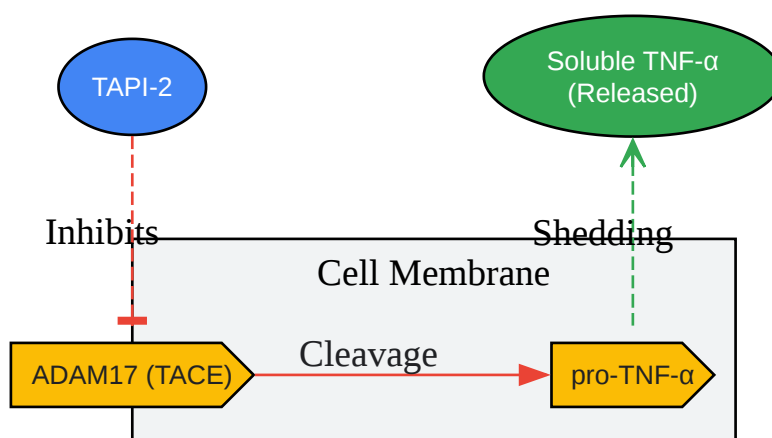 TAPI-2
Soluble TNF-α
(Released)
Inhibits
Shedding
Cell Membrane
ADAM17 (TACE)
Cleavage
pro-TNF-α